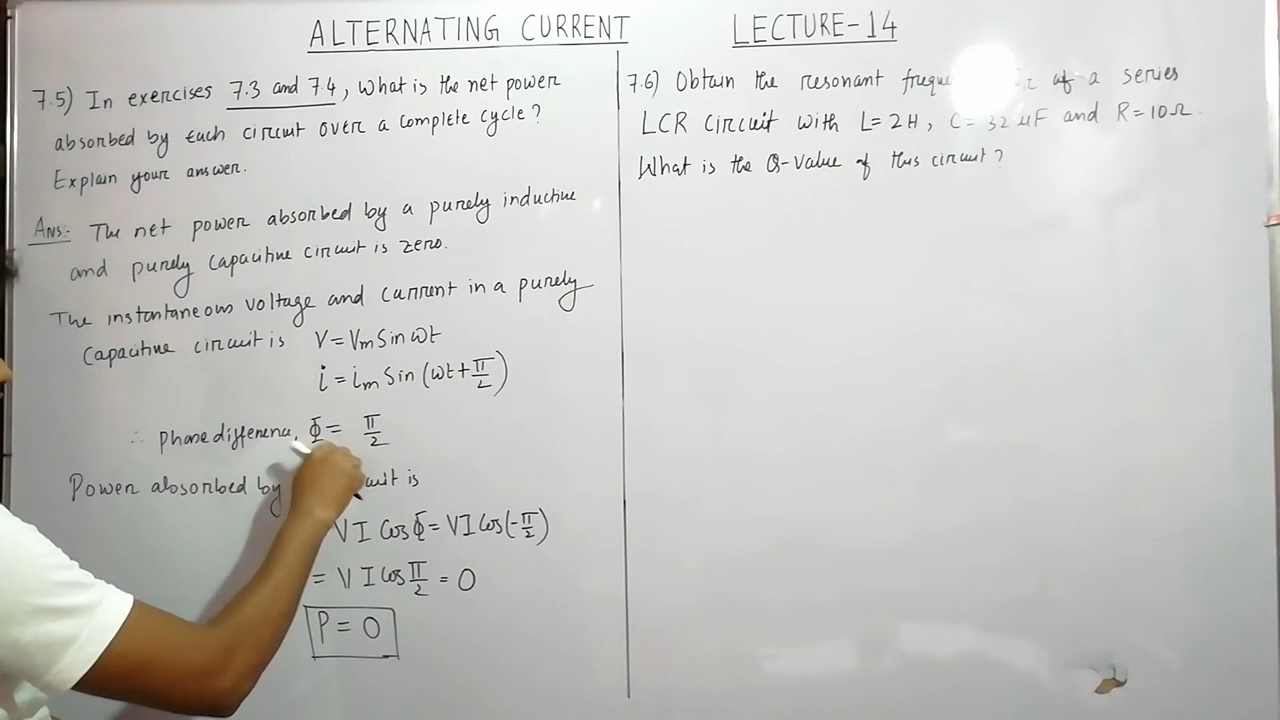 ALTERNATING CURRENT LECTURE-14
7.5) In exercises 7.3 and 7.4, What is the net power
absorbed by each circuit over a complete cycle?
Explain your answer.
Ans:- The net power absorbed by a purely inductive
and purely capacitive circuit is zero.
The instantaneous voltage and current in a purely
Capacitive circuit is V = Vm Sin ωt
i = im Sin (ωt + π/2)
∴ phase difference, Φ = π/2
Power absorbed by is
VI Cos Φ = VI Cos(-π/2)
= VI Cos π/2 = 0
P = 0
7.6) Obtain the resonant of a series
LCR circuit with L = 2H, C = 32 μF and R = 10Ω.
What is the Q-value of this circuit?